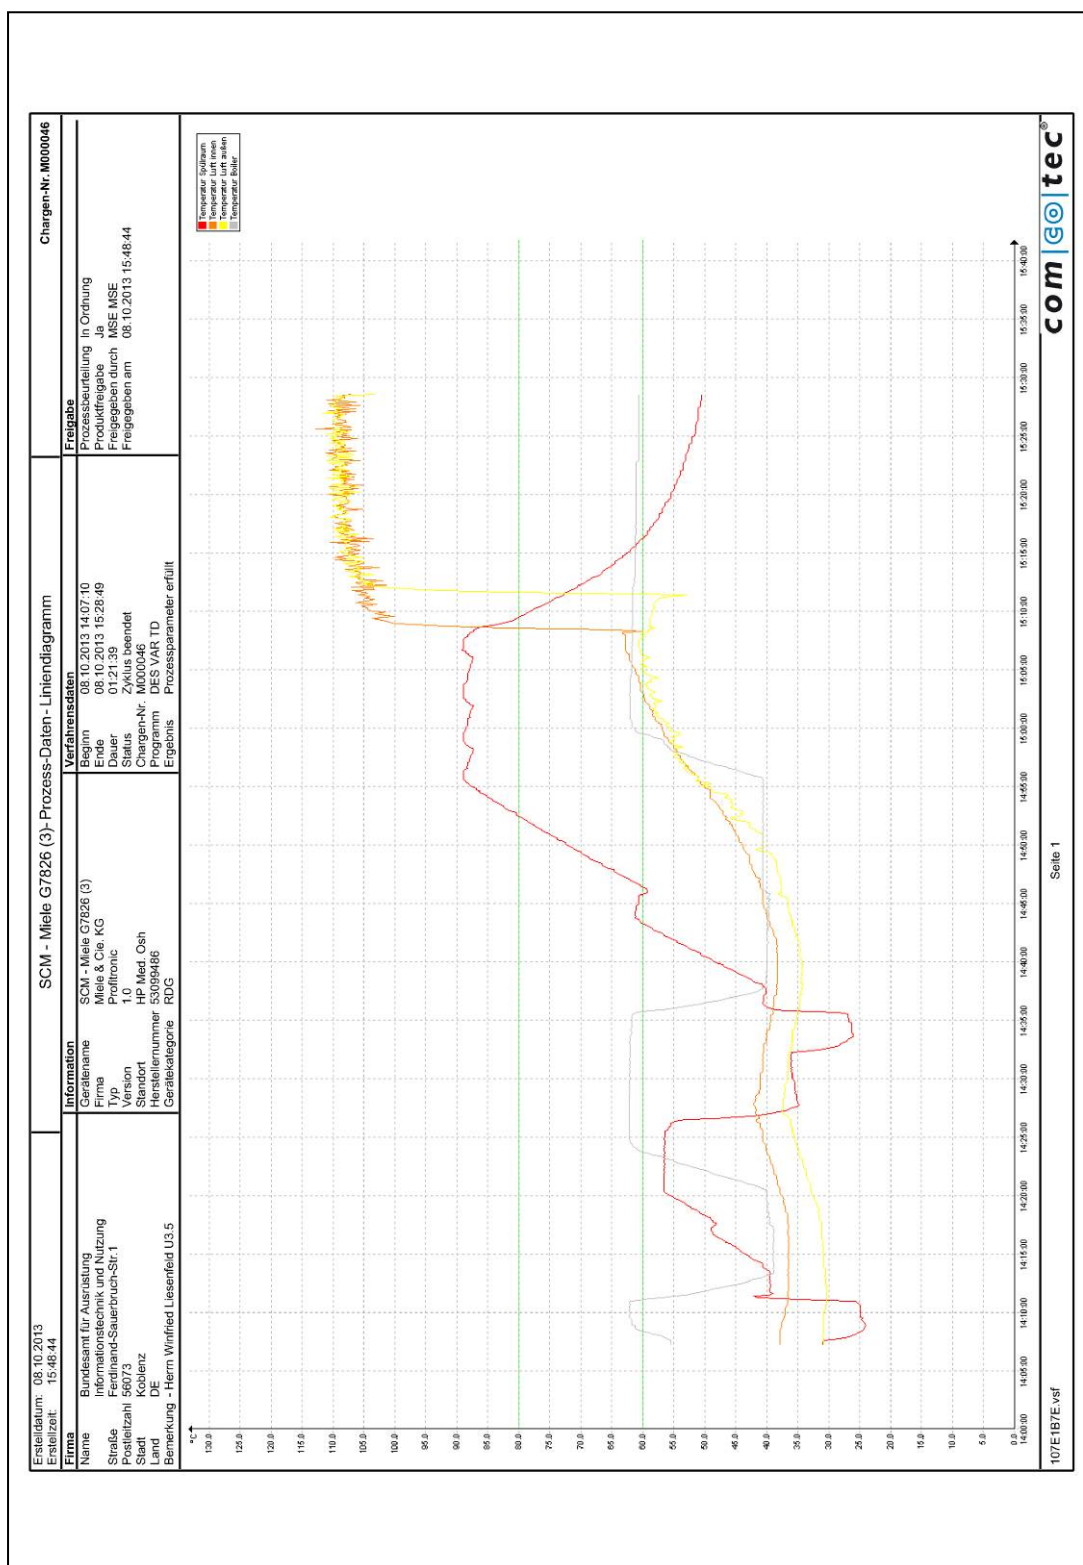 Erstelldatum: 08.10.2013
Erstellzeit: 15:48:44
SCM - Miele G7826 (3)- Prozess-Daten - Liniendiagramm
Chargen-Nr. M000046
Firma
Name Bundesamt für Ausrüstung
Informationstechnik und Nutzung
Straße Ferdinand-Sauerbruch-Str.1
Postleitzahl 56073
Stadt Koblenz
Land DE
Bemerkung - Herrn Winfried Liesenfeld U3.5
Information
Gerätename SCM - Miele G7826 (3)
Firma Miele & Cie. KG
Typ Profitronic
Version 1.0
Standort HP Med. Osh
Herstellernummer 53099486
Gerätekategorie RDG
Verfahrensdaten
Beginn 08.10.2013 14:07:10
Ende 08.10.2013 15:28:49
Dauer 01:21:39
Status Zyklus beendet
Chargen-Nr. M000046
Programm DES VAR TD
Ergebnis Prozessparameter erfüllt
Freigabe
Prozessbeurteilung In Ordnung
Produktfreigabe Ja
Freigegeben durch MSE MSE
Freigegeben am 08.10.2013 15:48:44
Temperatur Spülraum
Temperatur Luft innen
Temperatur Luft außen
Temperatur Boiler
°C
130.0
125.0
120.0
115.0
110.0
105.0
100.0
95.0
90.0
85.0
80.0
75.0
70.0
65.0
60.0
55.0
50.0
45.0
40.0
35.0
30.0
25.0
20.0
15.0
10.0
5.0
0.0
14:00:00 14:05:00 14:10:00 14:15:00 14:20:00 14:25:00 14:30:00 14:35:00 14:40:00 14:45:00 14:50:00 14:55:00 15:00:00 15:05:00 15:10:00 15:15:00 15:20:00 15:25:00 15:30:00 15:35:00 15:40:00
107E1B7E.vsf
Seite 1
com|co|tec®